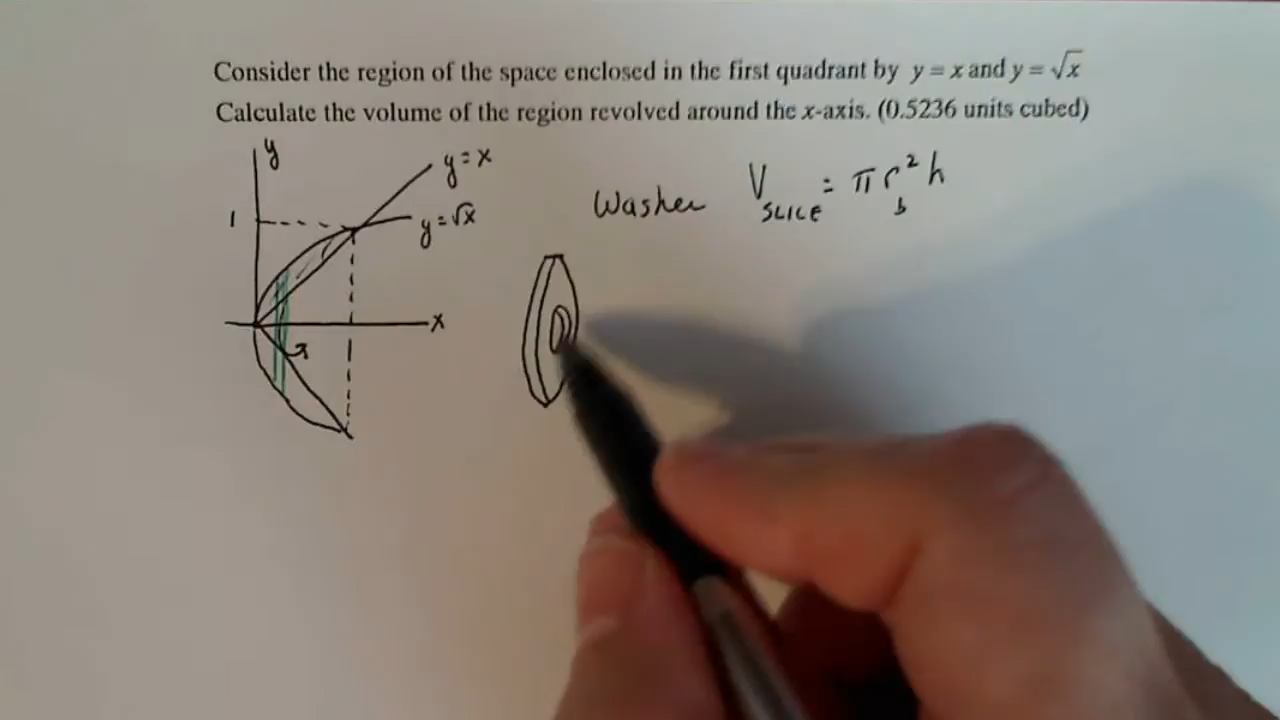 Consider the region of the space enclosed in the first quadrant by y = x and y = √x
Calculate the volume of the region revolved around the x-axis. (0.5236 units cubed)
y
y = x
1
y = √x
x
Washer
V SLICE = π r b ² h